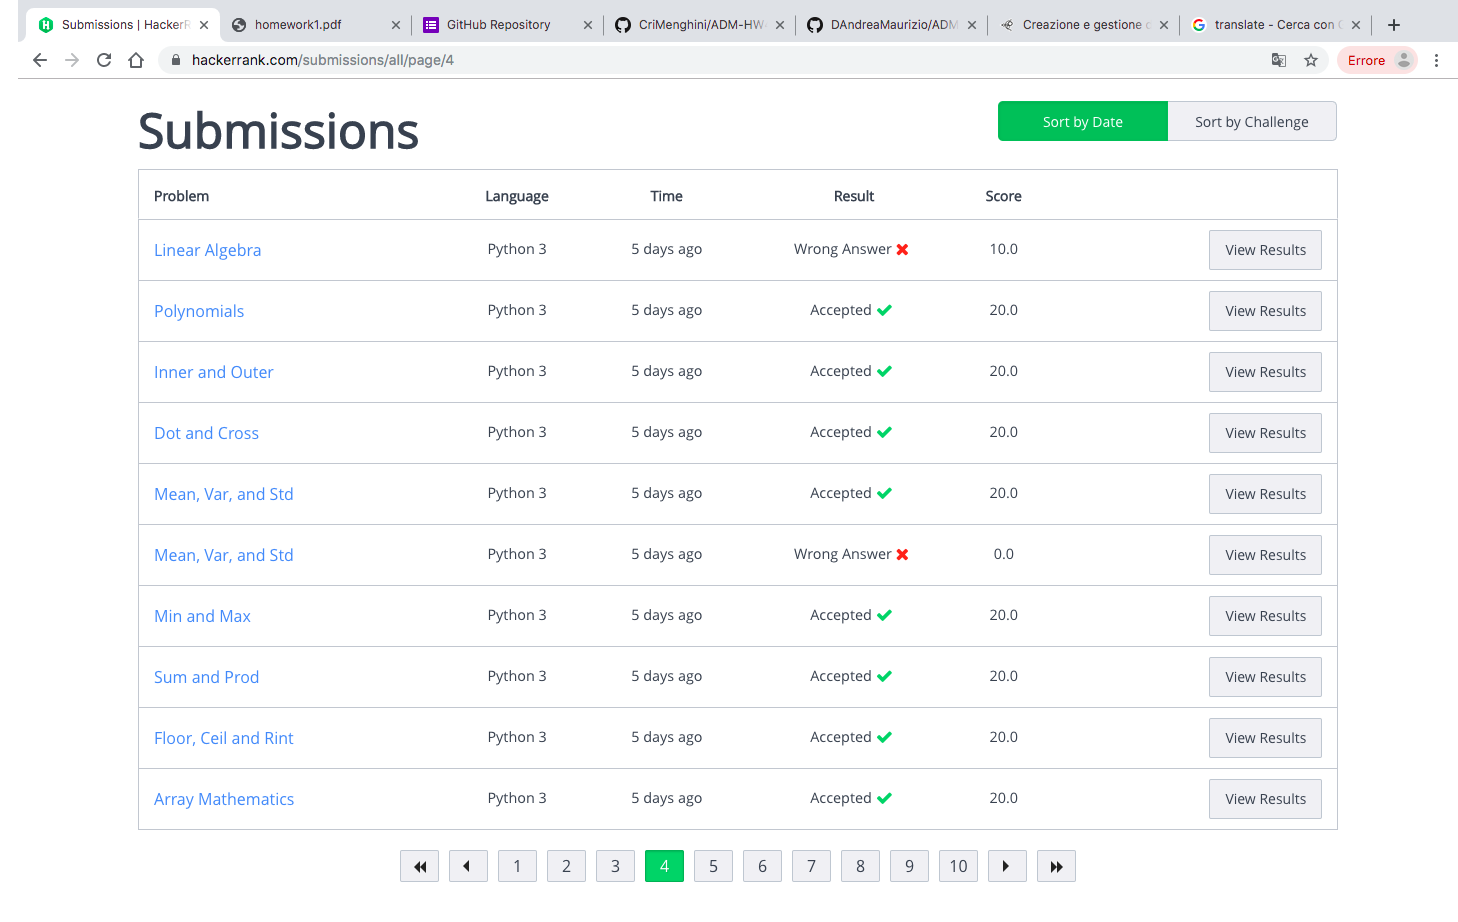 Submissions | HackerR
homework1.pdf
GitHub Repository
CriMenghini/ADM-HW
DAndreaMaurizio/ADM
Creazione e gestione
translate - Cerca con
hackerrank.com/submissions/all/page/4
Errore
Submissions
Sort by Date
Sort by Challenge
Problem Language Time Result Score
Linear Algebra Python 3 5 days ago Wrong Answer 10.0 View Results
Polynomials Python 3 5 days ago Accepted 20.0 View Results
Inner and Outer Python 3 5 days ago Accepted 20.0 View Results
Dot and Cross Python 3 5 days ago Accepted 20.0 View Results
Mean, Var, and Std Python 3 5 days ago Accepted 20.0 View Results
Mean, Var, and Std Python 3 5 days ago Wrong Answer 0.0 View Results
Min and Max Python 3 5 days ago Accepted 20.0 View Results
Sum and Prod Python 3 5 days ago Accepted 20.0 View Results
Floor, Ceil and Rint Python 3 5 days ago Accepted 20.0 View Results
Array Mathematics Python 3 5 days ago Accepted 20.0 View Results
1 2 3 4 5 6 7 8 9 10